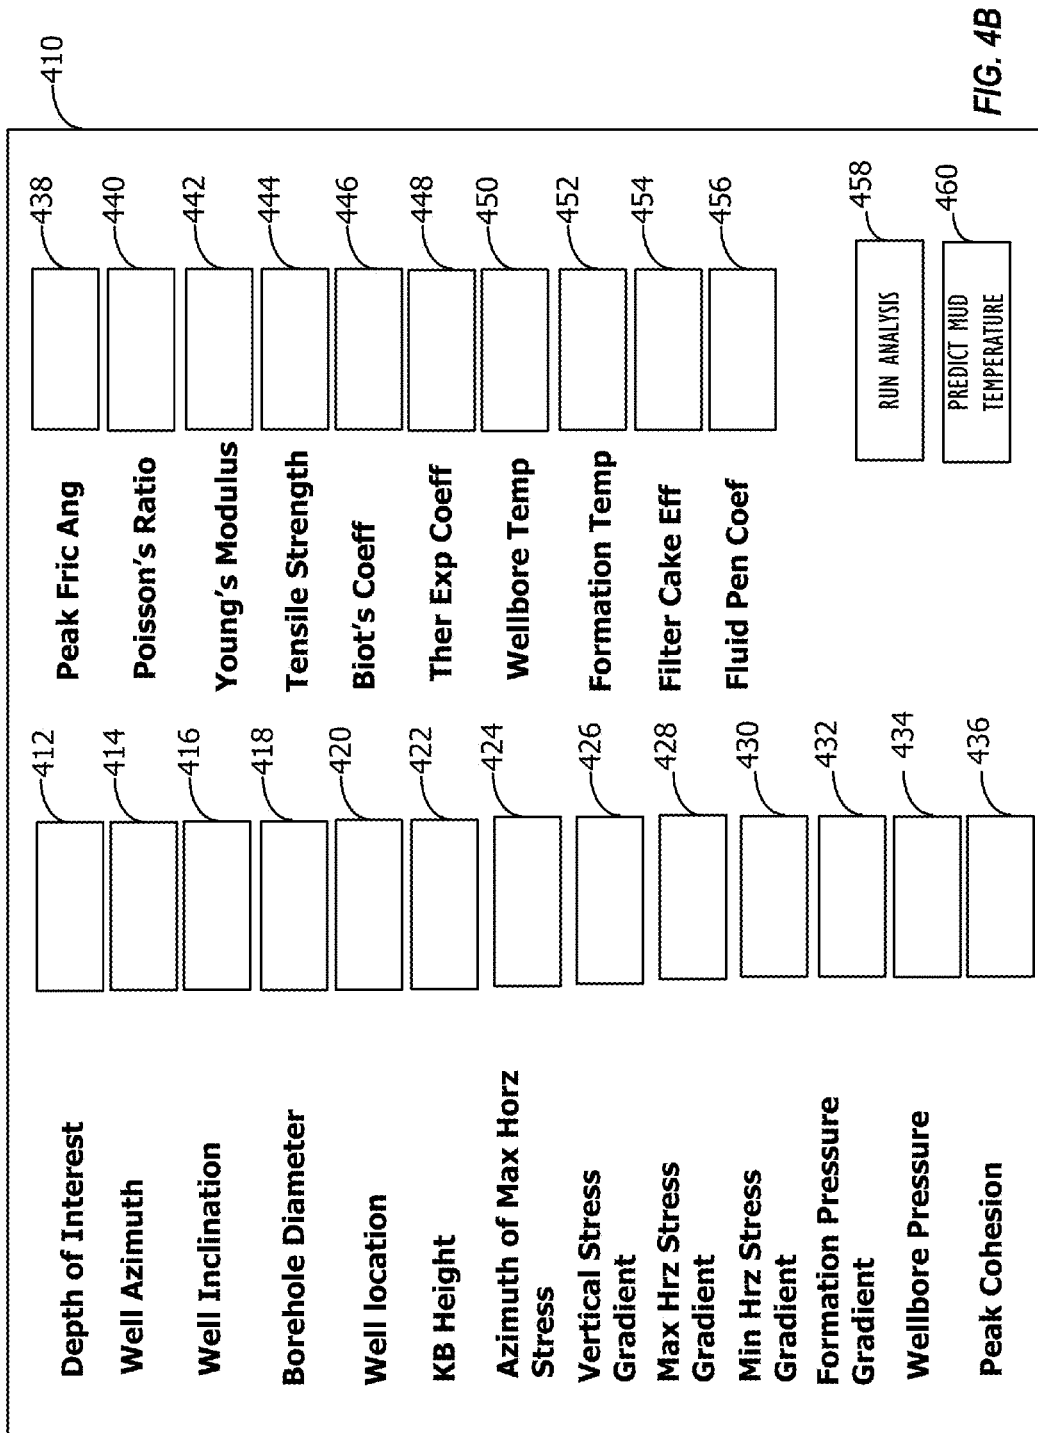 410
Depth of Interest
412
Well Azimuth
414
Well Inclination
416
Borehole Diameter
418
Well location
420
KB Height
422
Azimuth of Max Horz
Stress
424
Vertical Stress
Gradient
426
Max Hrz Stress
Gradient
428
Min Hrz Stress
Gradient
430
Formation Pressure
Gradient
432
Wellbore Pressure
434
Peak Cohesion
436
Peak Fric Ang
438
Poisson's Ratio
440
Young's Modulus
442
Tensile Strength
444
Biot's Coeff
446
Ther Exp Coeff
448
Wellbore Temp
450
Formation Temp
452
Filter Cake Eff
454
Fluid Pen Coef
456
RUN ANALYSIS
458
PREDICT MUD
TEMPERATURE
460
FIG. 4B